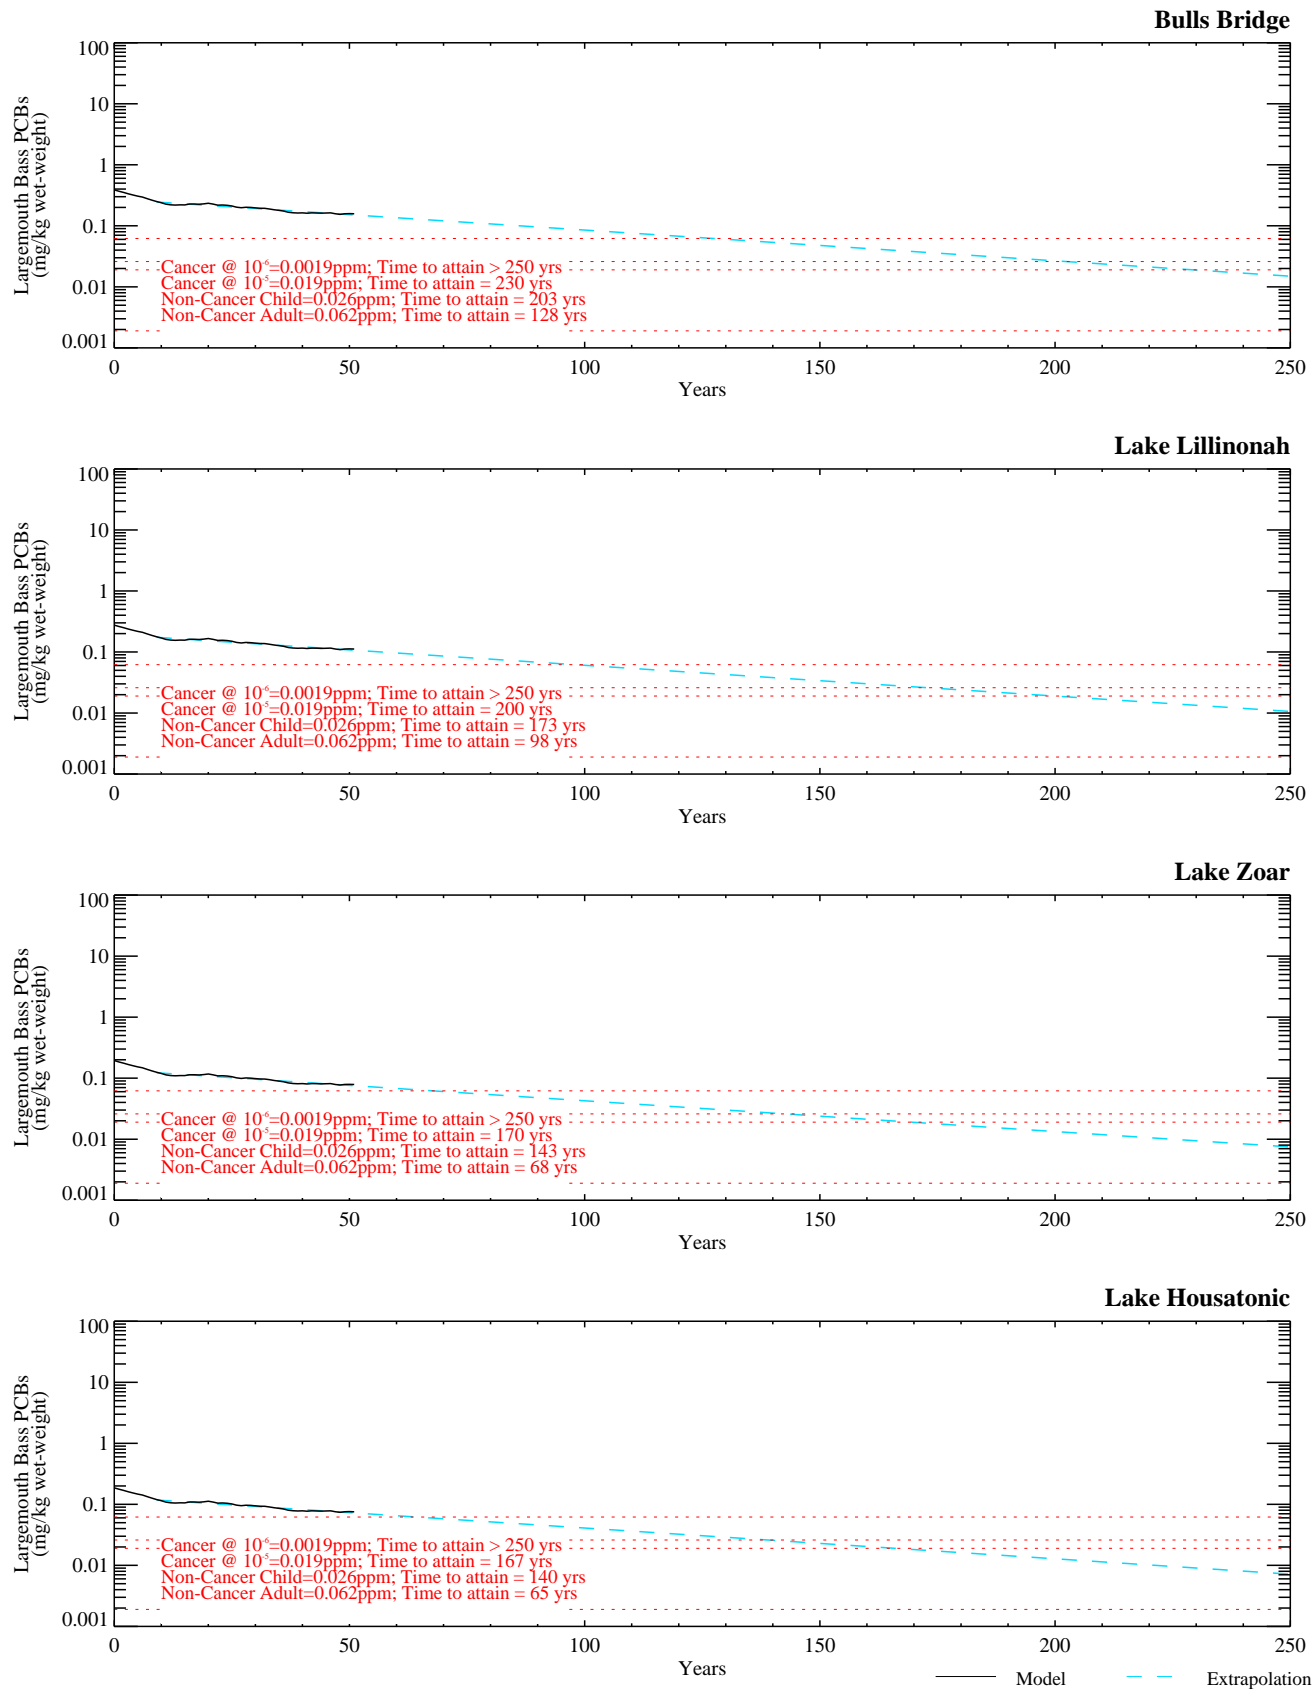 Bulls Bridge
Largemouth Bass PCBs
(mg/kg wet-weight)
100
10
1
0.1
0.01
0.001
Cancer @ 10⁻⁶=0.0019ppm; Time to attain > 250 yrs
Cancer @ 10⁻⁵=0.019ppm; Time to attain = 230 yrs
Non-Cancer Child=0.026ppm; Time to attain = 203 yrs
Non-Cancer Adult=0.062ppm; Time to attain = 128 yrs
0 50 100 150 200 250
Years
Lake Lillinonah
Largemouth Bass PCBs
(mg/kg wet-weight)
100
10
1
0.1
0.01
0.001
Cancer @ 10⁻⁶=0.0019ppm; Time to attain > 250 yrs
Cancer @ 10⁻⁵=0.019ppm; Time to attain = 200 yrs
Non-Cancer Child=0.026ppm; Time to attain = 173 yrs
Non-Cancer Adult=0.062ppm; Time to attain = 98 yrs
0 50 100 150 200 250
Years
Lake Zoar
Largemouth Bass PCBs
(mg/kg wet-weight)
100
10
1
0.1
0.01
0.001
Cancer @ 10⁻⁶=0.0019ppm; Time to attain > 250 yrs
Cancer @ 10⁻⁵=0.019ppm; Time to attain = 170 yrs
Non-Cancer Child=0.026ppm; Time to attain = 143 yrs
Non-Cancer Adult=0.062ppm; Time to attain = 68 yrs
0 50 100 150 200 250
Years
Lake Housatonic
Largemouth Bass PCBs
(mg/kg wet-weight)
100
10
1
0.1
0.01
0.001
Cancer @ 10⁻⁶=0.0019ppm; Time to attain > 250 yrs
Cancer @ 10⁻⁵=0.019ppm; Time to attain = 167 yrs
Non-Cancer Child=0.026ppm; Time to attain = 140 yrs
Non-Cancer Adult=0.062ppm; Time to attain = 65 yrs
0 50 100 150 200 250
Years
Model Extrapolation